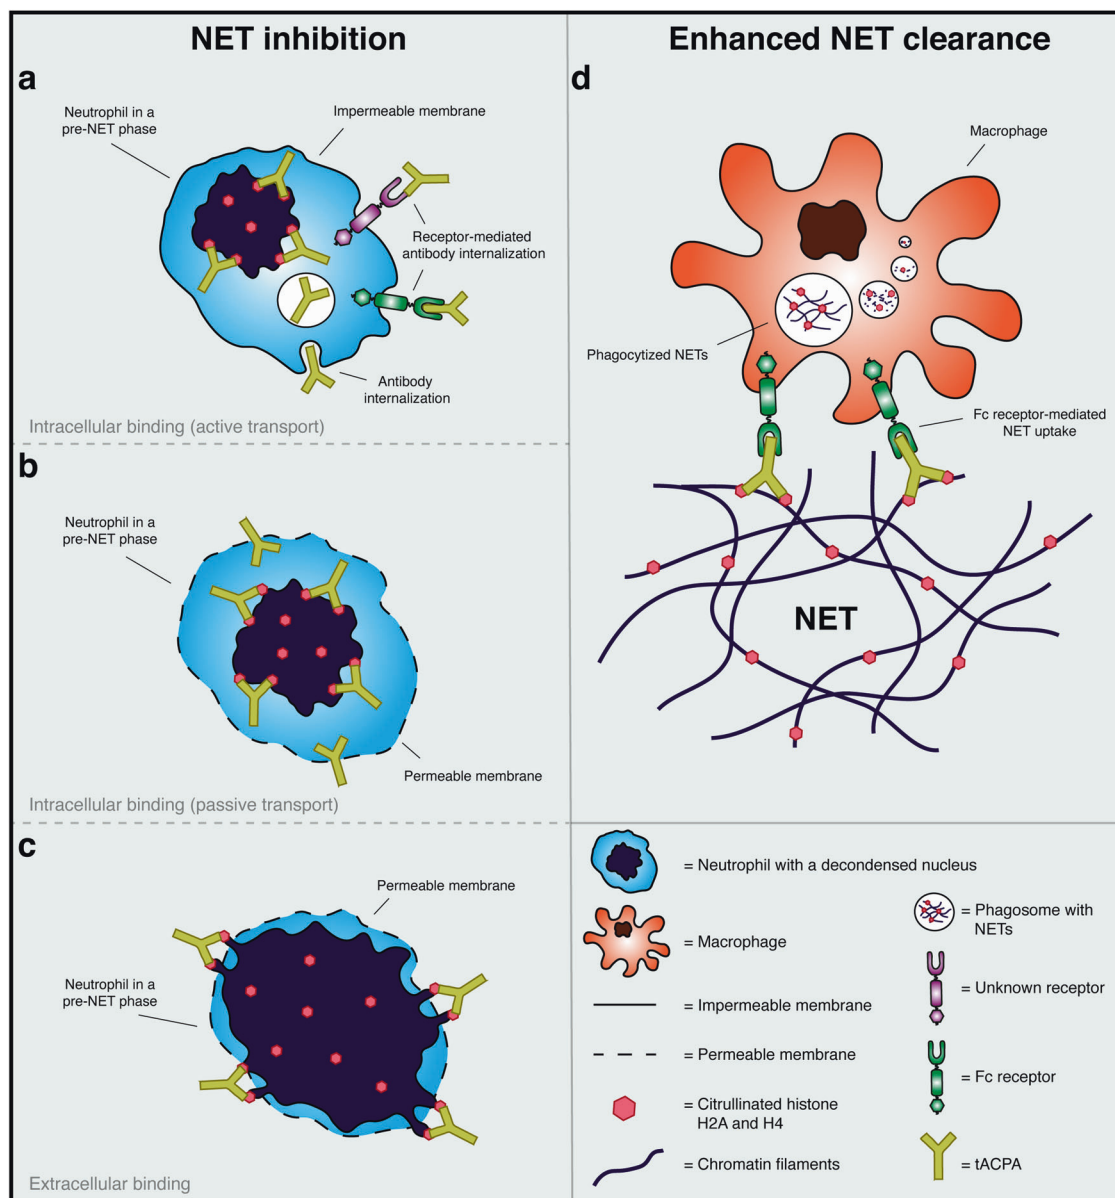 NET inhibition
Enhanced NET clearance
a
Neutrophil in a
pre-NET phase
Impermeable membrane
Receptor-mediated
antibody internalization
Antibody
internalization
Intracellular binding (active transport)
b
Neutrophil in a
pre-NET phase
Permeable membrane
Intracellular binding (passive transport)
c
Permeable membrane
Neutrophil in a
pre-NET phase
Extracellular binding
d
Macrophage
Phagocytized NETs
Fc receptor-mediated
NET uptake
NET
= Neutrophil with a decondensed nucleus
= Macrophage
= Impermeable membrane
= Permeable membrane
= Citrullinated histone
H2A and H4
= Chromatin filaments
= Phagosome with
NETs
= Unknown receptor
= Fc receptor
= tACPA